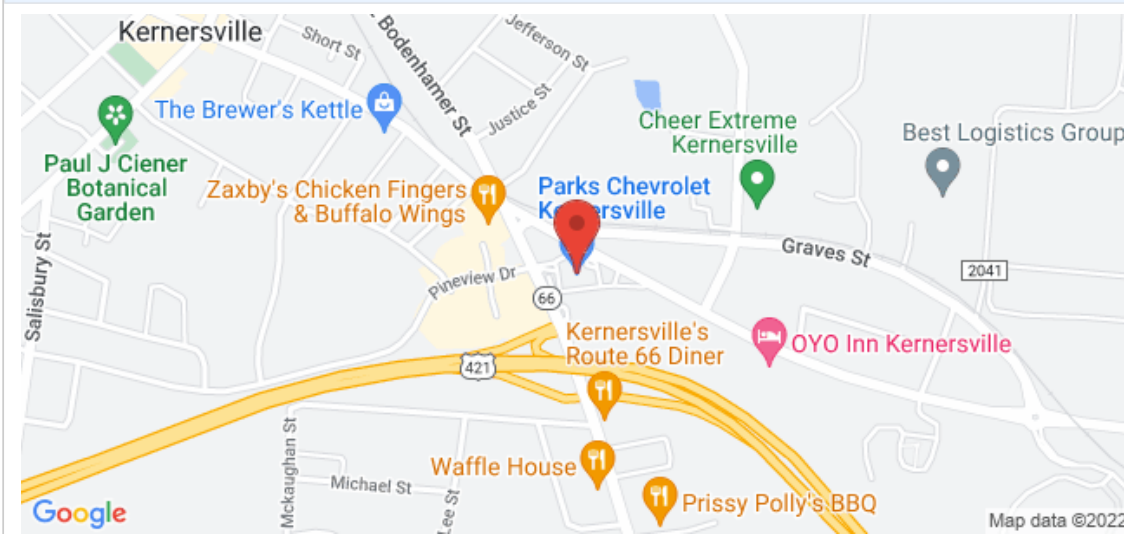 Kernersville
Short St
Bodenhamer St
Jefferson St
Justice St
The Brewer's Kettle
Paul J Ciener
Botanical
Garden
Zaxby's Chicken Fingers
& Buffalo Wings
Parks Chevrolet
Kernersville
Cheer Extreme
Kernersville
Best Logistics Group
Salisbury St
Pineview Dr
66
Graves St
2041
Kernersville's
Route 66 Diner
OYO Inn Kernersville
421
Mckaughan St
Michael St
Lee St
Waffle House
Prissy Polly's BBQ
Google
Map data ©2022